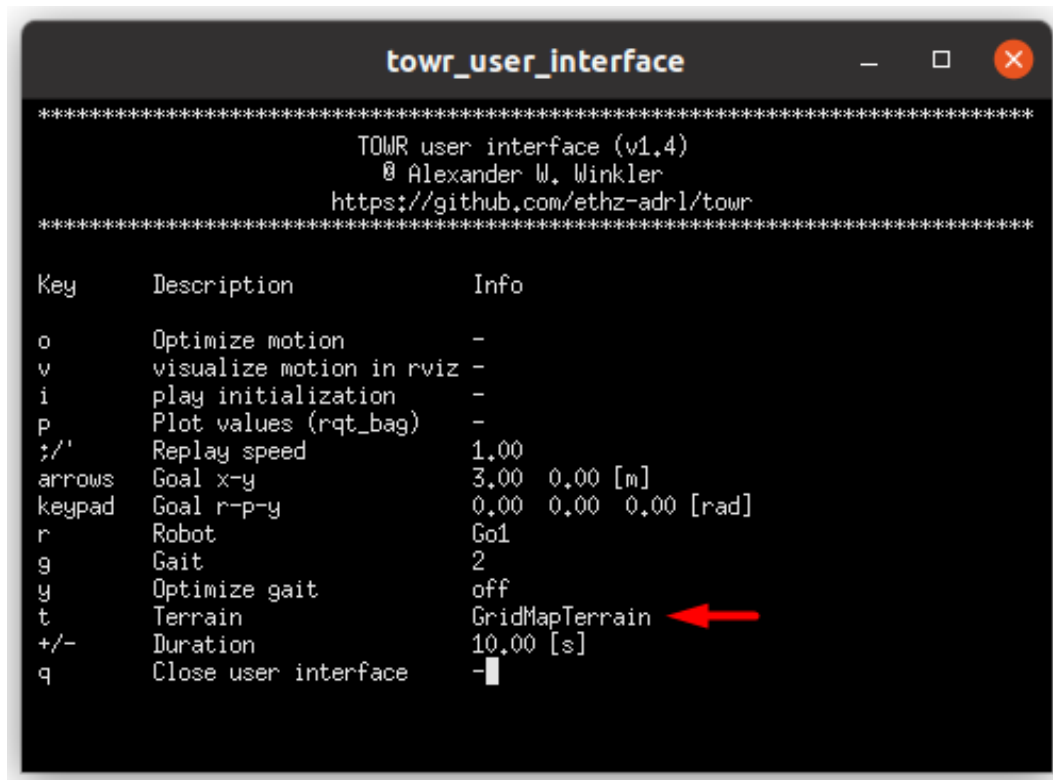 towr_user_interface
******************************************************************************
TOWR user interface (v1.4)
© Alexander W. Winkler
https://github.com/ethz-adrl/towr
******************************************************************************
Key Description Info
o Optimize motion -
v visualize motion in rviz -
i play initialization -
p Plot values (rqt_bag) -
;/' Replay speed 1.00
arrows Goal x-y 3.00 0.00 [m]
keypad Goal r-p-y 0.00 0.00 0.00 [rad]
r Robot Go1
g Gait 2
y Optimize gait off
t Terrain GridMapTerrain
+/- Duration 10.00 [s]
q Close user interface -